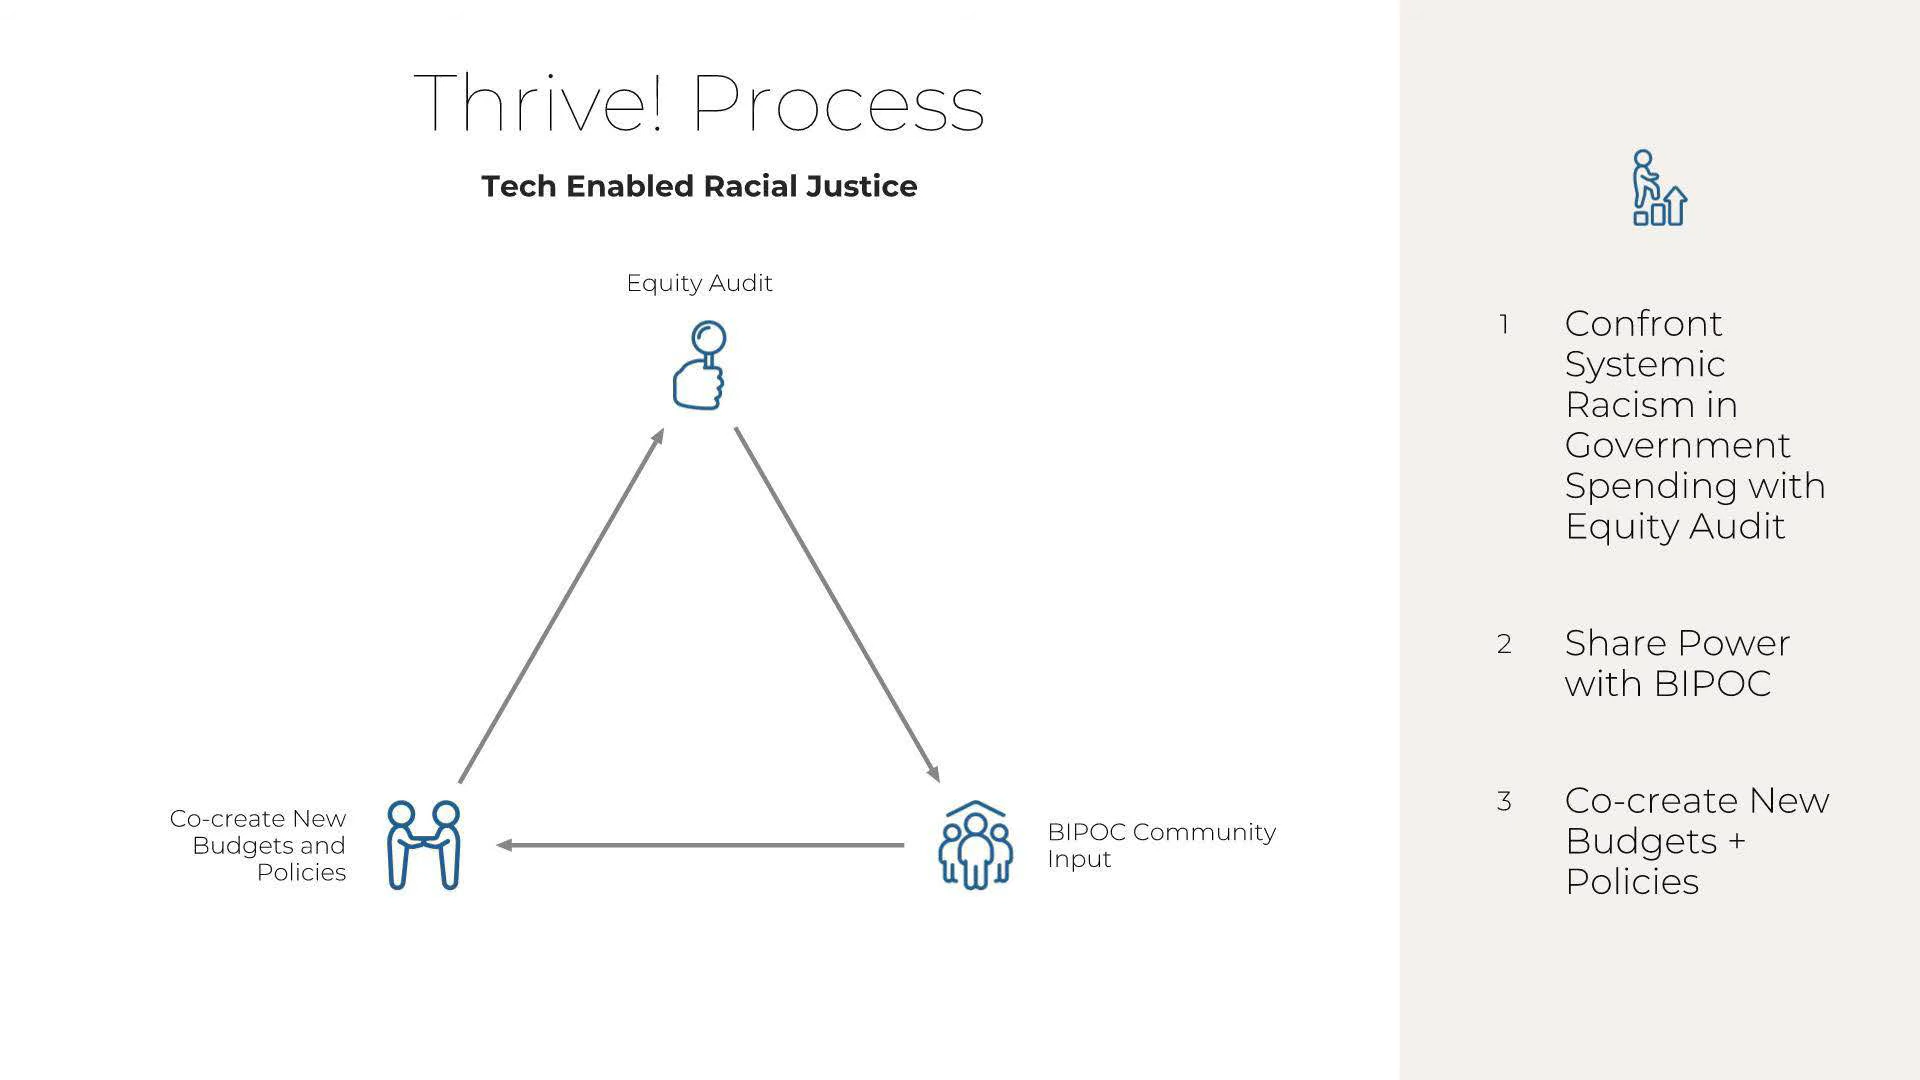 Thrive! Process
Tech Enabled Racial Justice
Equity Audit
Co-create New
Budgets and
Policies
BIPOC Community
Input
1 Confront
Systemic
Racism in
Government
Spending with
Equity Audit
2 Share Power
with BIPOC
3 Co-create New
Budgets +
Policies